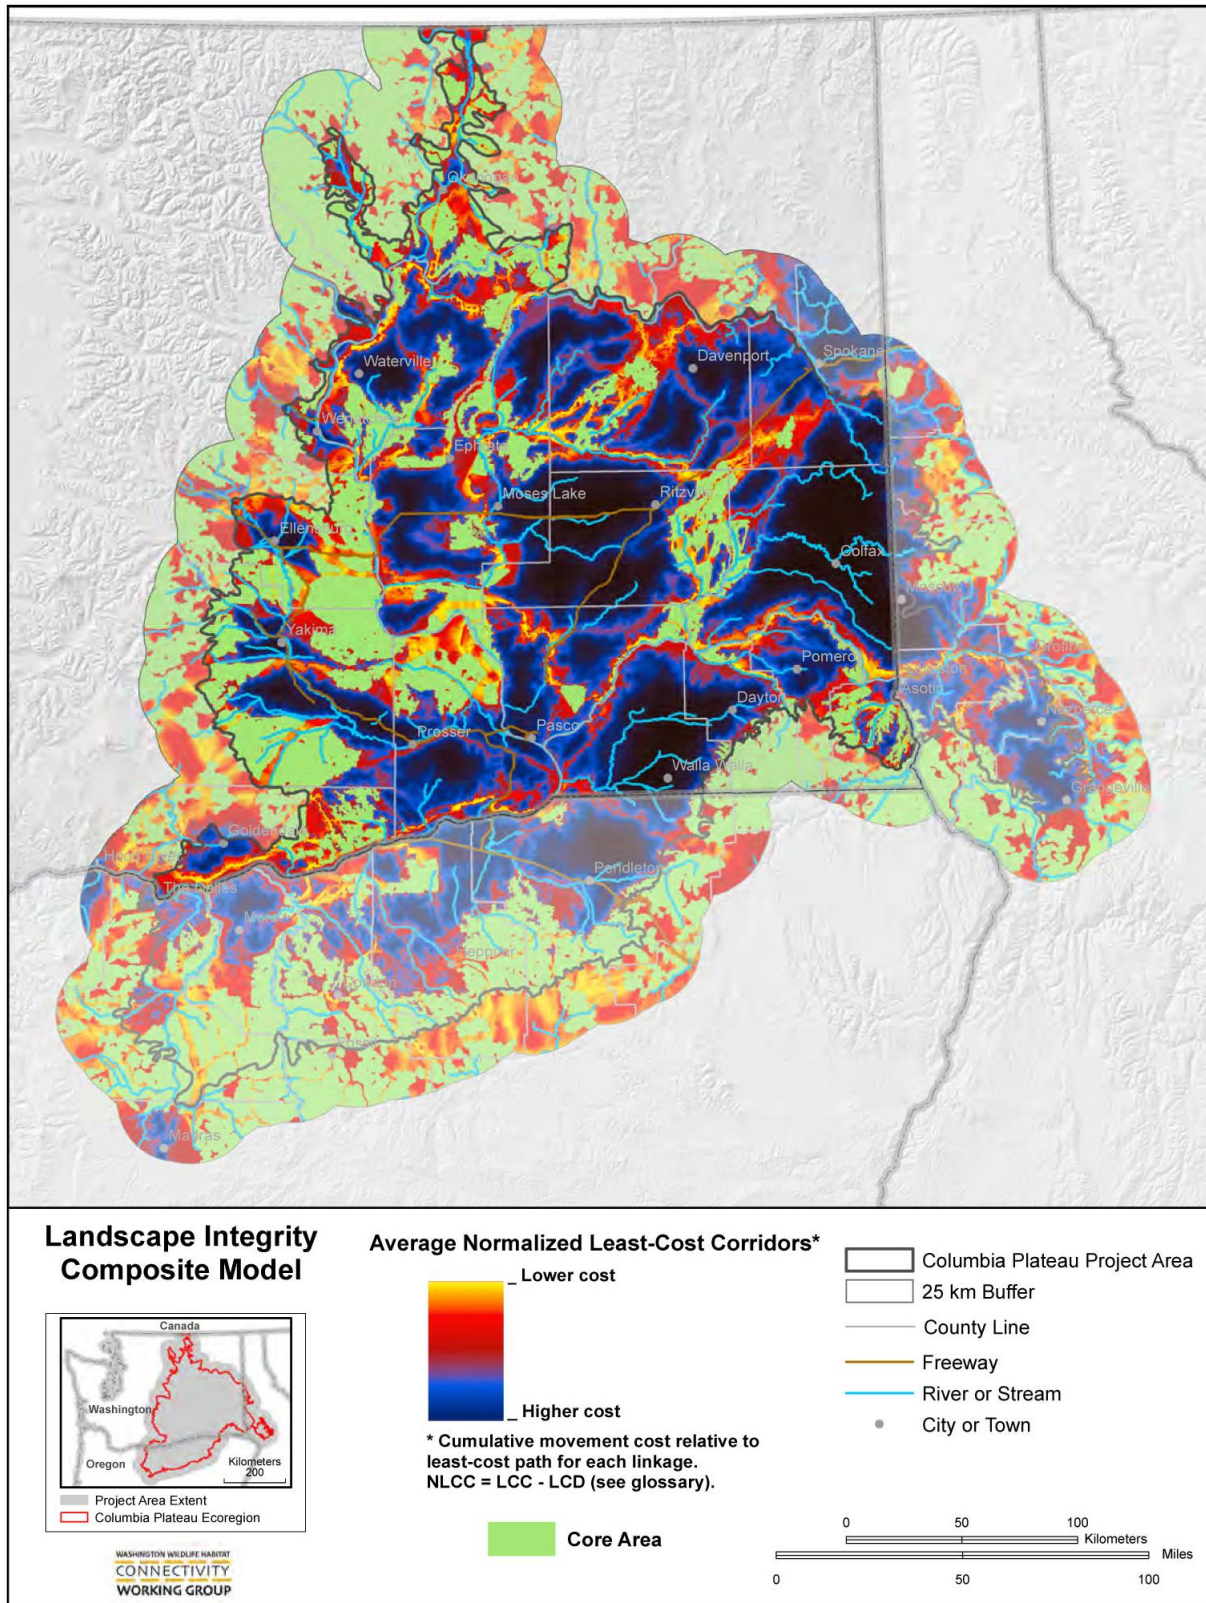 Okanogan
Waterville
Davenport
Spokane
Wenatchee
Ephrata
Moses Lake
Ritzville
Ellensburg
Colfax
Moscow
Yakima
Orofino
Pomeroy
Lewiston
Asotin
Dayton
Nezperce
Prosser
Pasco
Walla Walla
Grangeville
Goldendale
Hood River
Pendleton
The Dalles
Moro
Heppner
Condon
Fossil
Madras
Landscape Integrity
Composite Model
Canada
Washington
Oregon
Kilometers
200
Project Area Extent
Columbia Plateau Ecoregion
WASHINGTON WILDLIFE HABITAT
CONNECTIVITY
WORKING GROUP
Average Normalized Least-Cost Corridors*
Lower cost
Higher cost
* Cumulative movement cost relative to
least-cost path for each linkage.
NLCC = LCC - LCD (see glossary).
Core Area
Columbia Plateau Project Area
25 km Buffer
County Line
Freeway
River or Stream
City or Town
0 50 100
Kilometers
Miles
0 50 100